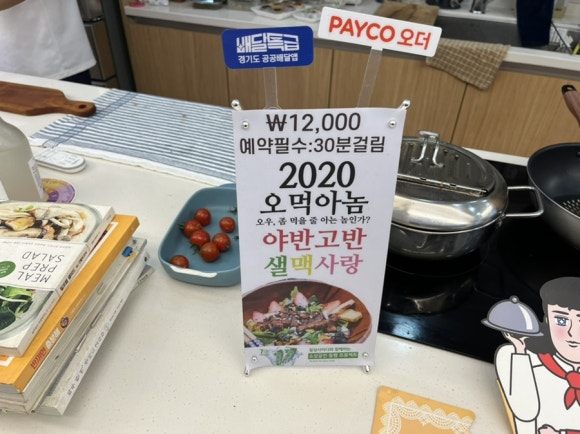 배달특급
경기도 공공배달앱
PAYCO 오더
₩12,000
예약필수:30분걸림
2020
오먹아놈
오우, 좀 먹을 줄 아는 놈인가?
야반고반
샐맥사랑
MEAL
PREP
SALAD